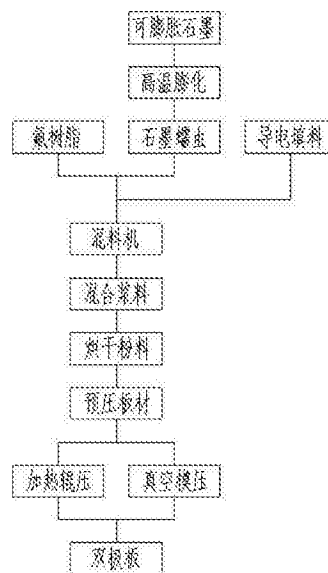 可膨胀石墨
高温膨化
氟树脂
石墨蠕虫
导电填料
混料机
混合浆料
烘干粉料
预压板材
加热辊压
真空模压
双极板